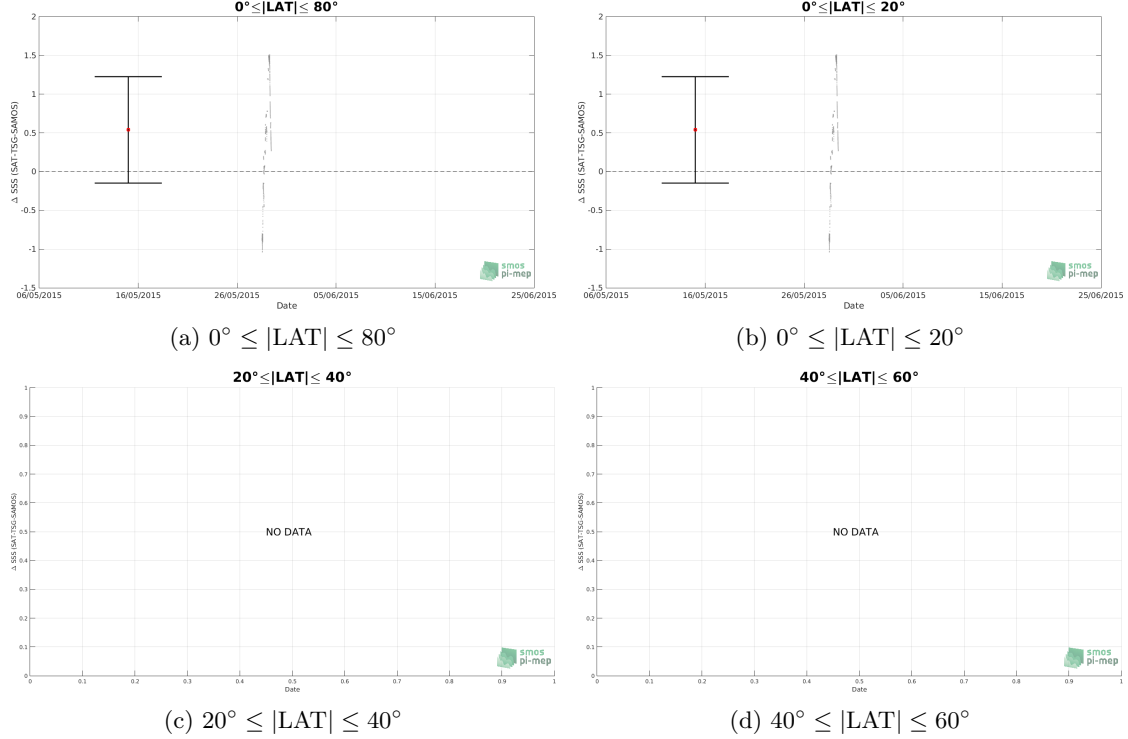 0°≤|LAT|≤ 80°
2
1.5
1
0.5
0
-0.5
-1
-1.5
Δ SSS (SAT-TSG-SAMOS)
06/05/2015 16/05/2015 26/05/2015 05/06/2015 15/06/2015 25/06/2015
Date
smos
pi-mep
(a) 0° ≤ |LAT| ≤ 80°
0°≤|LAT|≤ 20°
2
1.5
1
0.5
0
-0.5
-1
-1.5
Δ SSS (SAT-TSG-SAMOS)
06/05/2015 16/05/2015 26/05/2015 05/06/2015 15/06/2015 25/06/2015
Date
smos
pi-mep
(b) 0° ≤ |LAT| ≤ 20°
20°≤|LAT|≤ 40°
1
0.9
0.8
0.7
0.6
0.5
0.4
0.3
0.2
0.1
0
Δ SSS (SAT-TSG-SAMOS)
NO DATA
0 0.1 0.2 0.3 0.4 0.5 0.6 0.7 0.8 0.9 1
Date
smos
pi-mep
(c) 20° ≤ |LAT| ≤ 40°
40°≤|LAT|≤ 60°
1
0.9
0.8
0.7
0.6
0.5
0.4
0.3
0.2
0.1
0
Δ SSS (SAT-TSG-SAMOS)
NO DATA
0 0.1 0.2 0.3 0.4 0.5 0.6 0.7 0.8 0.9 1
Date
smos
pi-mep
(d) 40° ≤ |LAT| ≤ 60°